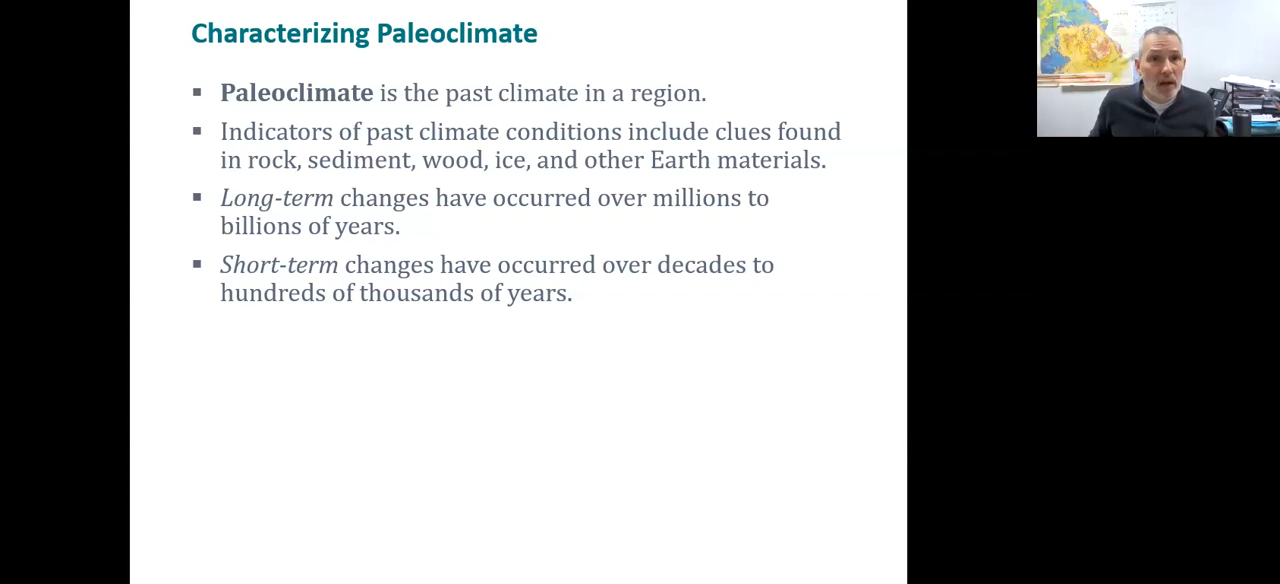 Characterizing Paleoclimate
▪ Paleoclimate is the past climate in a region.
▪ Indicators of past climate conditions include clues found
in rock, sediment, wood, ice, and other Earth materials.
▪ Long-term changes have occurred over millions to
billions of years.
▪ Short-term changes have occurred over decades to
hundreds of thousands of years.